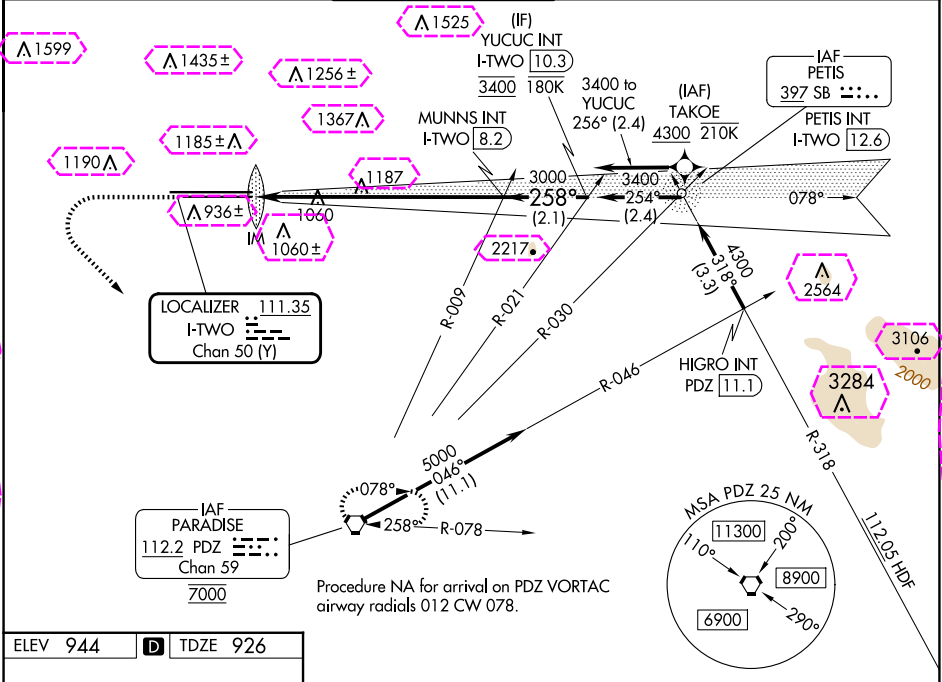 1599
1435±
1256±
1525
(IF)
YUCUC INT
I-TWO 10.3
3400 180K
3400 to
YUCUC
256° (2.4)
(IAF)
TAKOE
4300 210K
IAF
PETIS
397 SB
PETIS INT
I-TWO 12.6
1367
MUNNS INT
I-TWO 8.2
1185±
1190
1187
3000
258°
(2.1)
3400
254°
(2.4)
078°
936±
1060
IM
1060±
2217
4300
318°
(3.3)
2564
LOCALIZER 111.35
I-TWO
Chan 50 (Y)
R-009
R-021
R-030
R-046
HIGRO INT
PDZ 11.1
3106
2000
3284
R-318
112.05 HDF
5000
046°
(11.1)
078°
258°
R-078
IAF
PARADISE
112.2 PDZ
Chan 59
7000
Procedure NA for arrival on PDZ VORTAC
airway radials 012 CW 078.
MSA PDZ 25 NM
11300
110°
200°
8900
6900
290°
ELEV 944 D TDZE 926